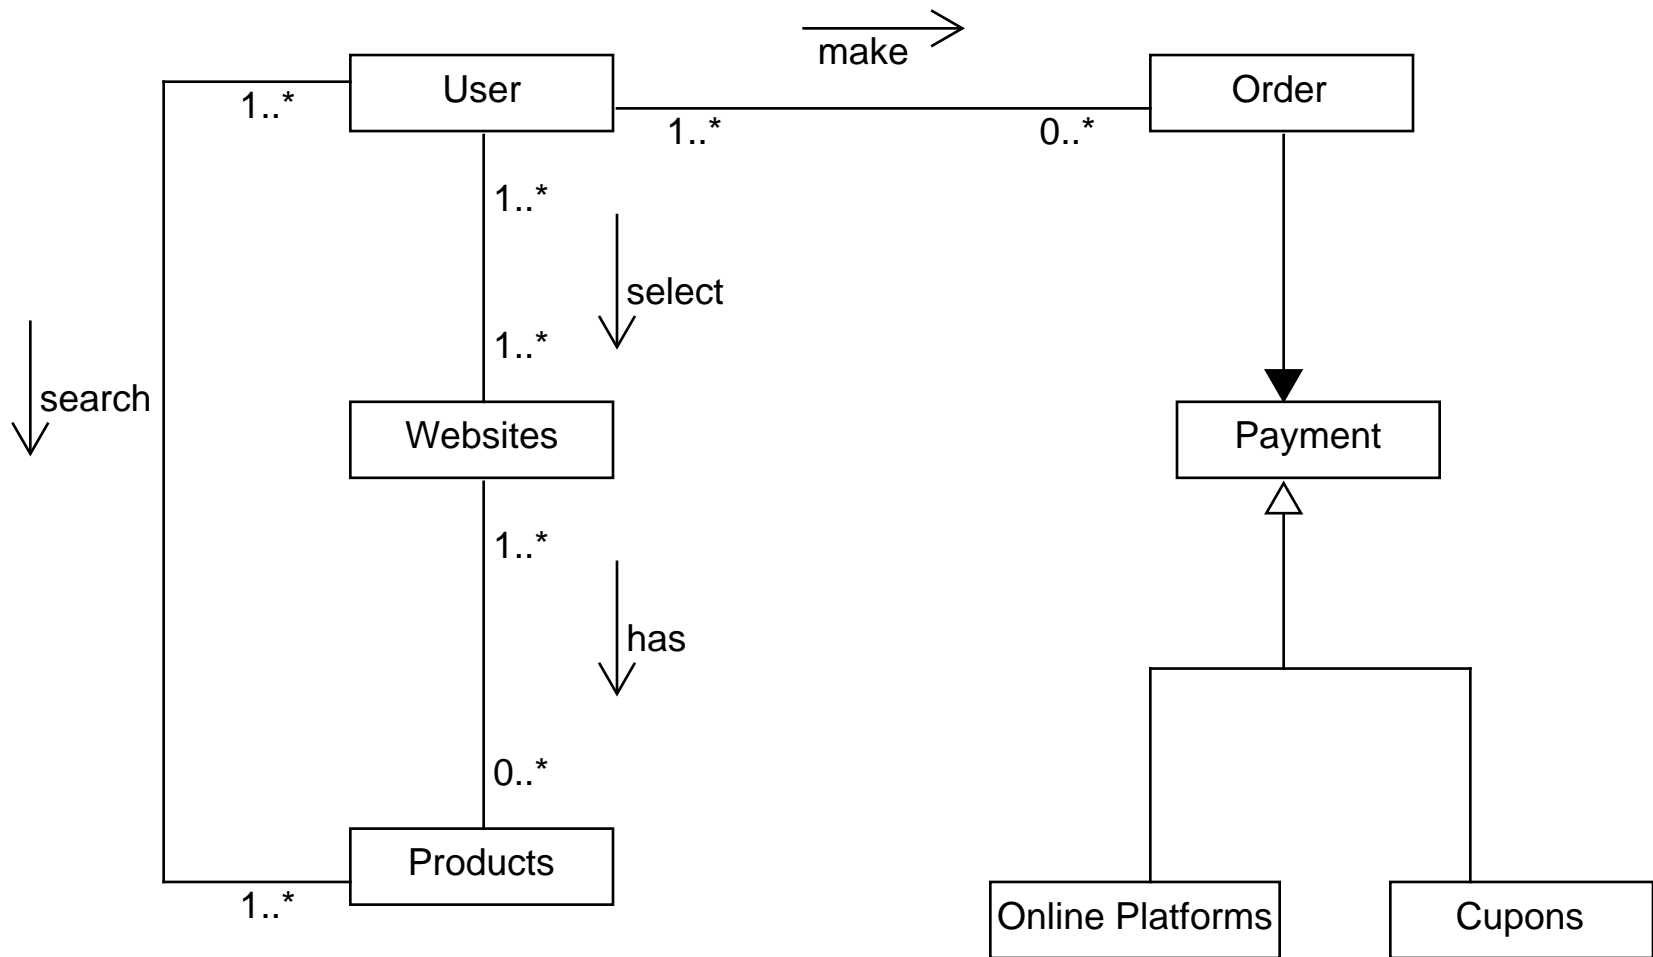 make
User
Order
1..*
1..*
0..*
1..*
select
1..*
search
Websites
Payment
1..*
has
0..*
Products
1..*
Online Platforms
Cupons